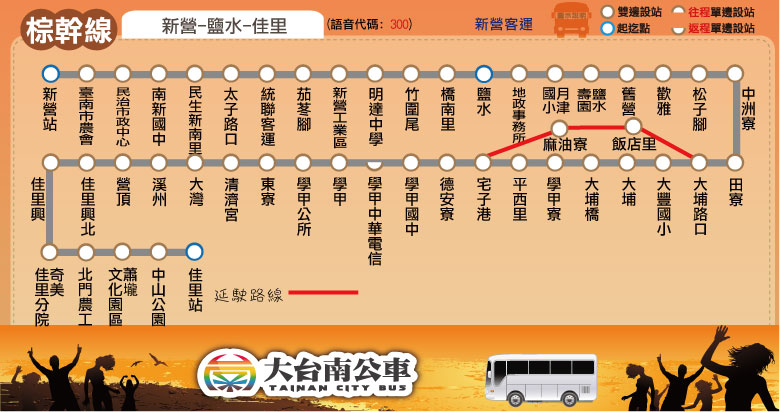 棕幹線
新營-鹽水-佳里
(語音代碼: 300)
新營客運
雙邊設站
往程單邊設站
起迄點
返程單邊設站
新營站
臺南市農會
民治市政中心
南新國中
民生新南里
太子路口
統聯客運
茄苳腳
新營工業區
明達中學
竹圍尾
橋南里
鹽水
地政事務所
月津國小
鹽水壽園
舊營
歡雅
松子腳
中洲寮
麻油寮
飯店里
田寮
大埔路口
大豐國小
大埔
大埔橋
學甲寮
平西里
宅子港
德安寮
學甲國中
學甲中華電信
學甲
學甲公所
東寮
清濟宮
大灣
溪州
營頂
佳里興北
佳里興
奇美佳里分院
北門農工
蕭壠文化園區
中山公園
佳里站
延駛路線
大台南公車
TAINAN CITY BUS